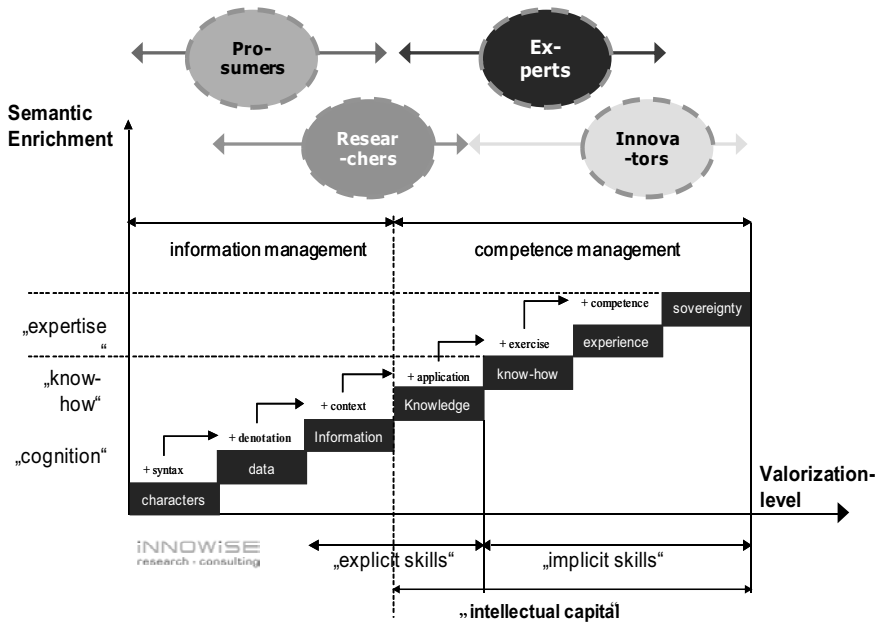 Pro-
sumers
Ex-
perts
Resear
-chers
Innova
-tors
Semantic
Enrichment
information management
competence management
+ competence
sovereignty
„expertise
“
+ exercise
experience
„know-
how“
+ application
know-how
+ context
Knowledge
+ denotation
Information
„cognition“
+ syntax
data
characters
Valorization-
level
iNNOWiSE
research · consulting
„explicit skills“
„implicit skills“
„intellectual capital“